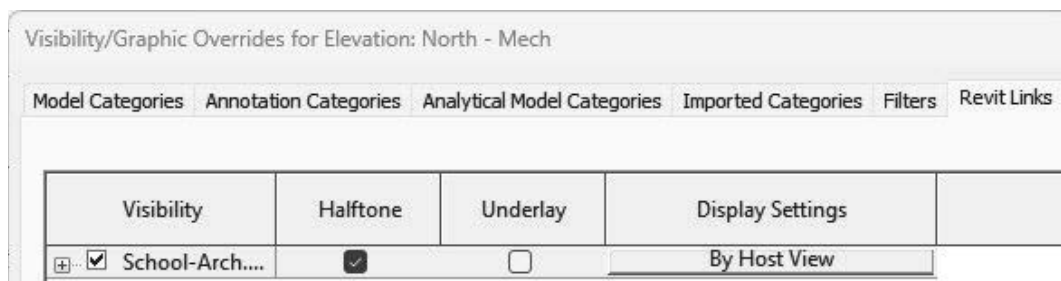 Visibility/Graphic Overrides for Elevation: North - Mech
Model Categories Annotation Categories Analytical Model Categories Imported Categories Filters Revit Links
Visibility Halftone Underlay Display Settings
School-Arch.... By Host View